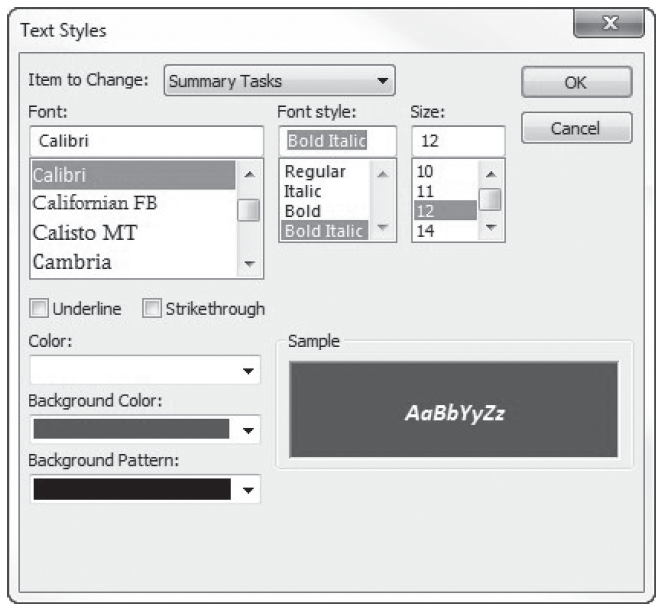 Text Styles
X
Item to Change: Summary Tasks
OK
Font: Font style: Size:
Cancel
Calibri Bold Italic 12
Calibri Regular 10
Californian FB Italic 11
Calisto MT Bold 12
Cambria Bold Italic 14
Underline Strikethrough
Color: Sample
AaBbYyZz
Background Color:
Background Pattern: